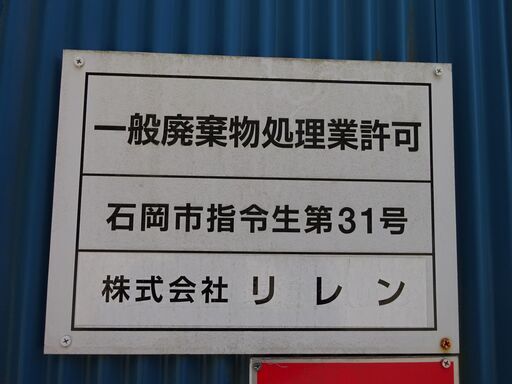 一般廃棄物処理業許可
石岡市指令生第31号
株式会社 リレン